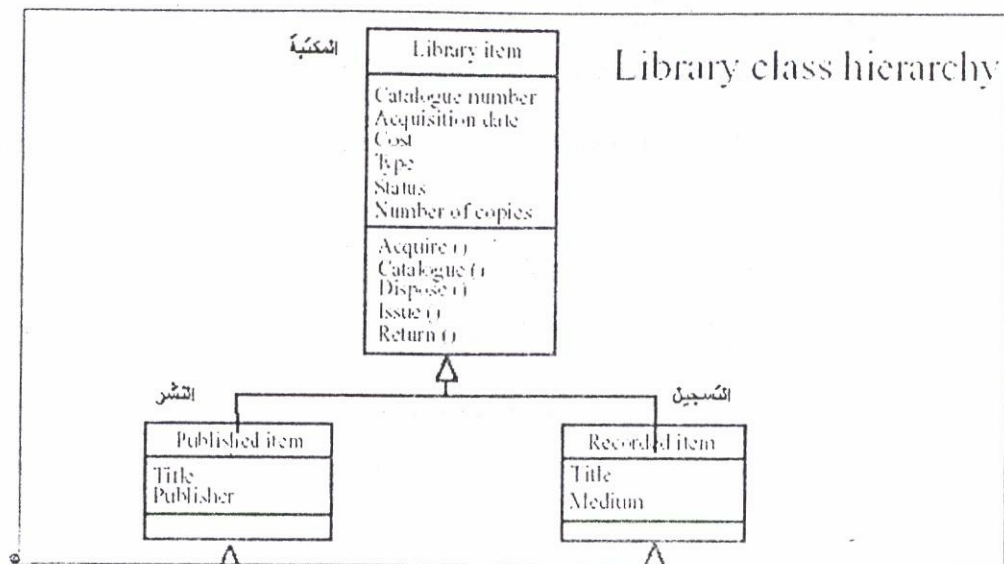 Library class hierarchy
المكتبة
Library item
Catalogue number
Acquisition date
Cost
Type
Status
Number of copies
Acquire ()
Catalogue ()
Dispose ()
Issue ()
Return ()
النشر
التسجيل
Published item
Title
Publisher
Recorded item
Title
Medium